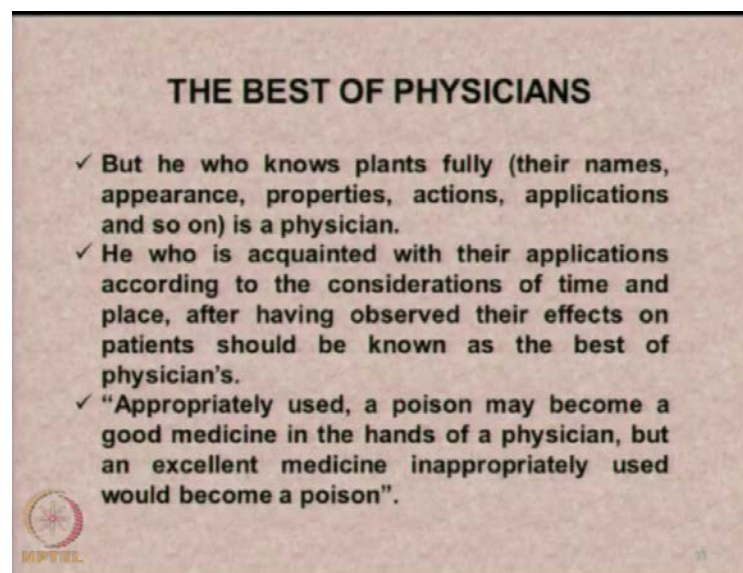 THE BEST OF PHYSICIANS
✓ But he who knows plants fully (their names,
appearance, properties, actions, applications
and so on) is a physician.
✓ He who is acquainted with their applications
according to the considerations of time and
place, after having observed their effects on
patients should be known as the best of
physician's.
✓ "Appropriately used, a poison may become a
good medicine in the hands of a physician, but
an excellent medicine inappropriately used
would become a poison".
NPTEL